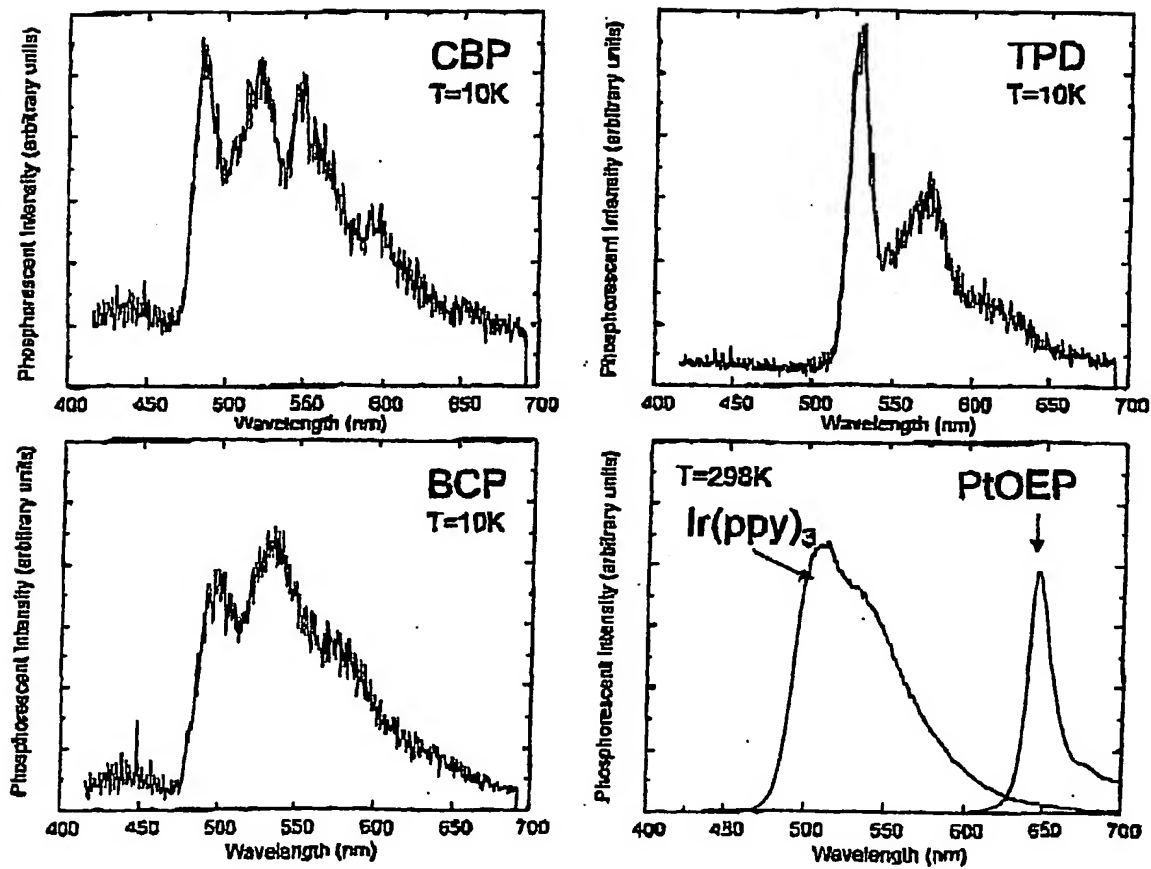 Phosphorescent Intensity (arbitrary units)
CBP
T=10K
400 450 500 550 600 650 700
Wavelength (nm)
Phosphorescent Intensity (arbitrary units)
TPD
T=10K
400 450 500 550 600 650 700
Wavelength (nm)
Phosphorescent Intensity (arbitrary units)
BCP
T=10K
400 450 500 550 600 650 700
Wavelength (nm)
Phosphorescent Intensity (arbitrary units)
T=298K
PtOEP
Ir(ppy)₃
400 450 500 550 600 650 700
Wavelength (nm)